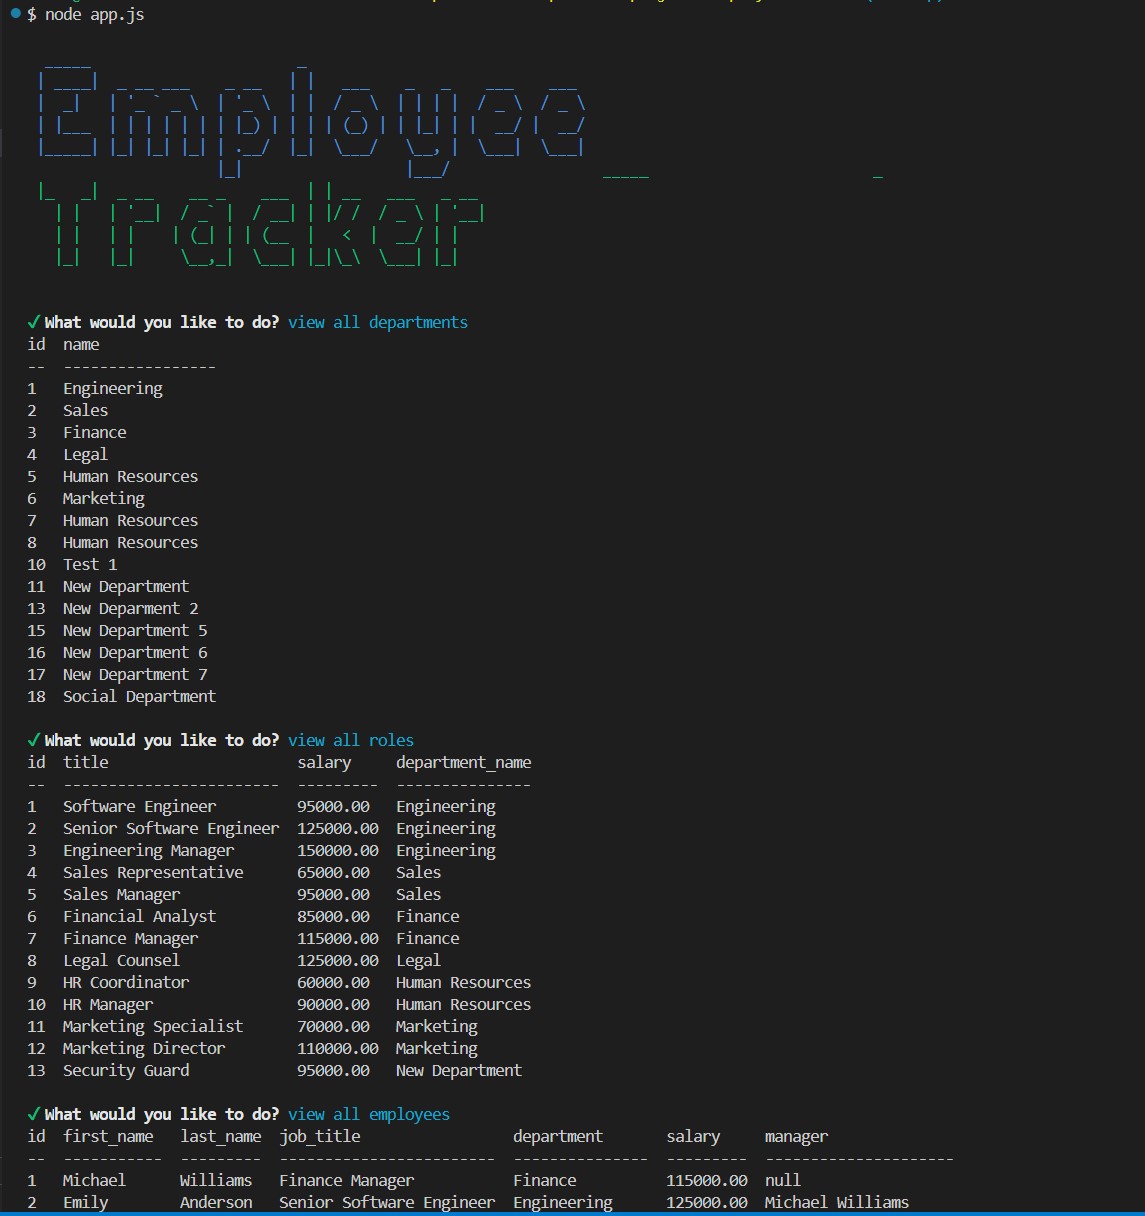 $ node app.js
Employee
Tracker
✓ What would you like to do? view all departments
id  name
--  -----------------
1   Engineering
2   Sales
3   Finance
4   Legal
5   Human Resources
6   Marketing
7   Human Resources
8   Human Resources
10  Test 1
11  New Department
13  New Deparment 2
15  New Department 5
16  New Department 6
17  New Department 7
18  Social Department
✓ What would you like to do? view all roles
id  title                     salary     department_name
--  ------------------------  ---------  ---------------
1   Software Engineer         95000.00   Engineering
2   Senior Software Engineer  125000.00  Engineering
3   Engineering Manager       150000.00  Engineering
4   Sales Representative      65000.00   Sales
5   Sales Manager             95000.00   Sales
6   Financial Analyst         85000.00   Finance
7   Finance Manager           115000.00  Finance
8   Legal Counsel             125000.00  Legal
9   HR Coordinator            60000.00   Human Resources
10  HR Manager                90000.00   Human Resources
11  Marketing Specialist      70000.00   Marketing
12  Marketing Director        110000.00  Marketing
13  Security Guard            95000.00   New Department
✓ What would you like to do? view all employees
id  first_name   last_name  job_title                 department       salary     manager
--  -----------  ---------  ------------------------  ---------------  ---------  ---------------------
1   Michael      Williams   Finance Manager           Finance          115000.00  null
2   Emily        Anderson   Senior Software Engineer  Engineering      125000.00  Michael Williams